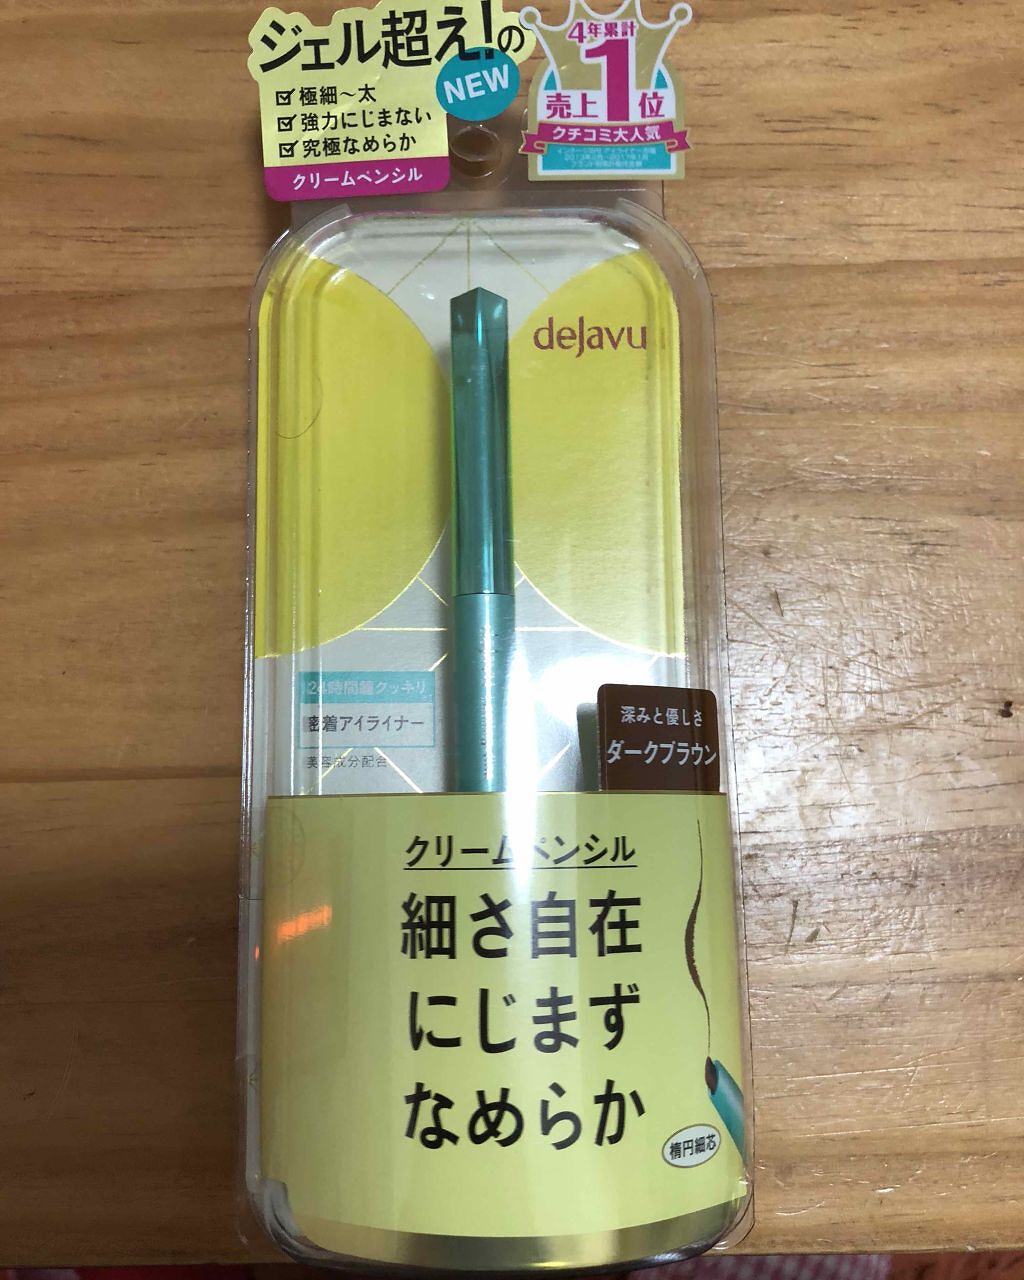 ジェル超え!の
極細～太
強力にじまない
究極なめらか
クリームペンシル
NEW
4年累計
売上1位
クチコミ大人気
dejavu
24時間籠クッキリ
密着アイライナー
美容成分配合
深みと優しさ
ダークブラウン
クリームペンシル
細さ自在
にじまず
なめらか
楕円細芯